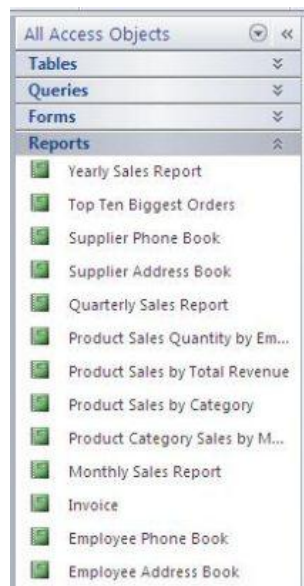 All Access Objects
Tables
Queries
Forms
Reports
Yearly Sales Report
Top Ten Biggest Orders
Supplier Phone Book
Supplier Address Book
Quarterly Sales Report
Product Sales Quantity by Em...
Product Sales by Total Revenue
Product Sales by Category
Product Category Sales by M...
Monthly Sales Report
Invoice
Employee Phone Book
Employee Address Book